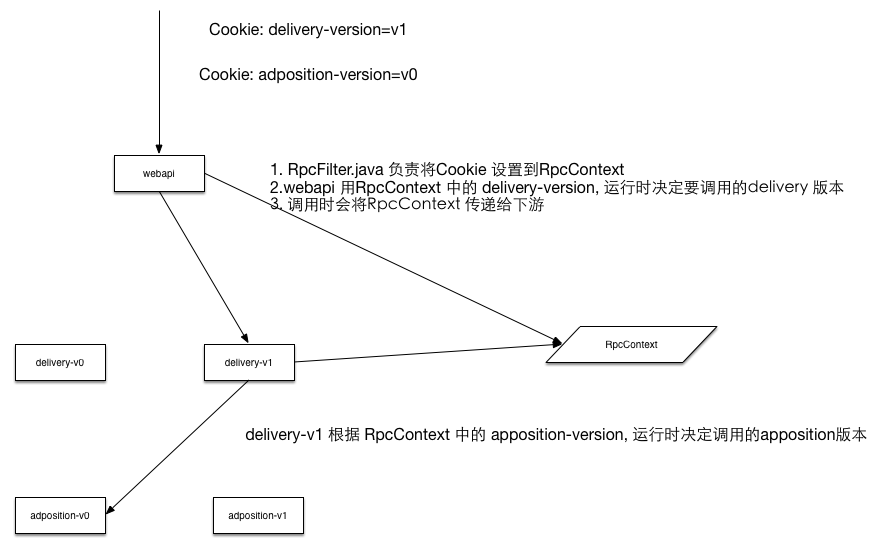 Cookie: delivery-version=v1
Cookie: adposition-version=v0
webapi
1. RpcFilter.java 负责将Cookie 设置到RpcContext
2.webapi 用RpcContext 中的 delivery-version, 运行时决定要调用的delivery 版本
3. 调用时会将RpcContext 传递给下游
RpcContext
delivery-v0
delivery-v1
delivery-v1 根据 RpcContext 中的 apposition-version, 运行时决定调用的apposition版本
adposition-v0
adposition-v1